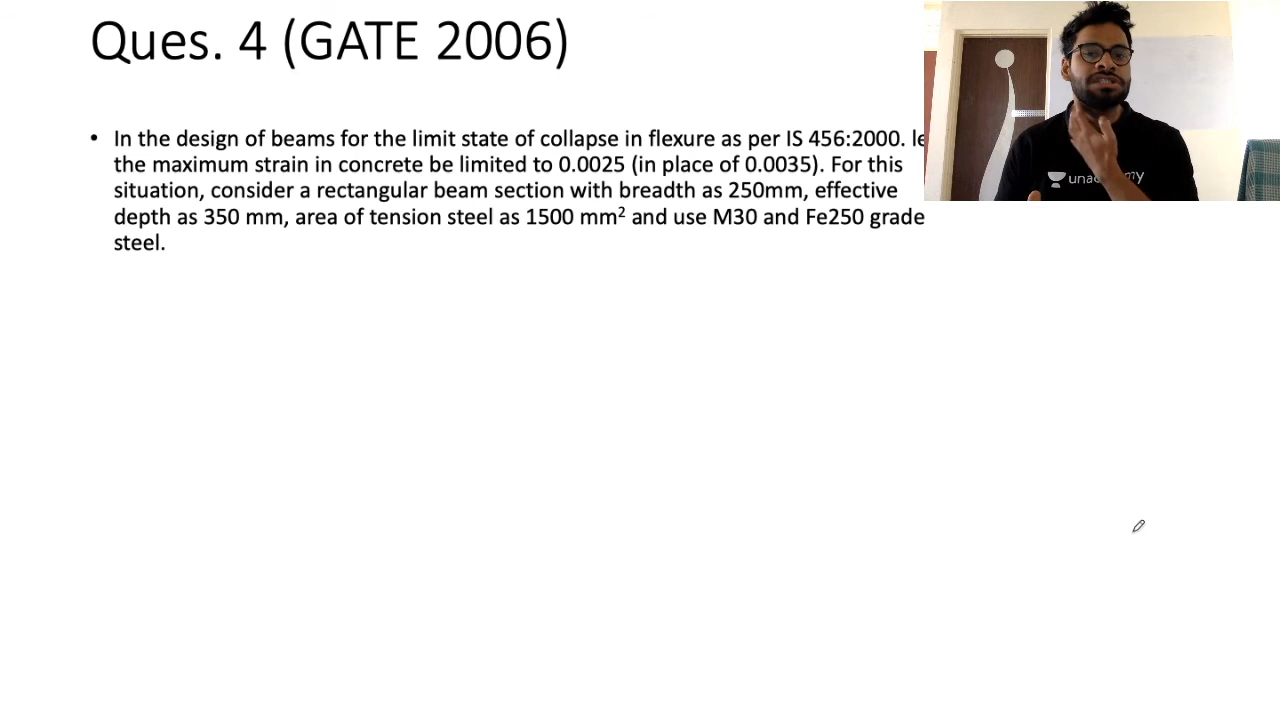 Ques. 4 (GATE 2006)
• In the design of beams for the limit state of collapse in flexure as per IS 456:2000.
the maximum strain in concrete be limited to 0.0025 (in place of 0.0035). For this
situation, consider a rectangular beam section with breadth as 250mm, effective
depth as 350 mm, area of tension steel as 1500 mm² and use M30 and Fe250 grade
steel.